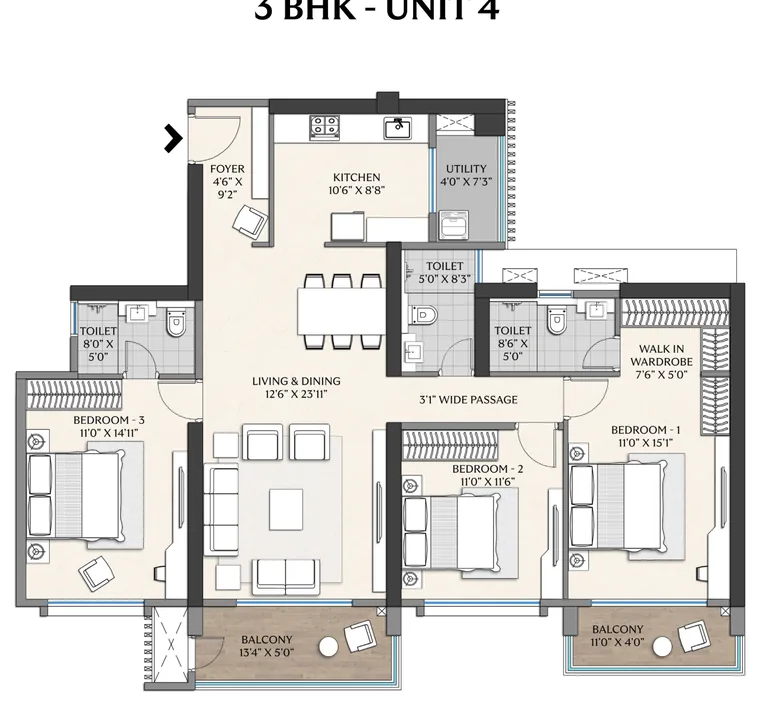 3 BHK - UNIT 4
FOYER
4'6" X
9'2"
KITCHEN
10'6" X 8'8"
UTILITY
4'0" X 7'3"
TOILET
5'0" X 8'3"
TOILET
8'0" X
5'0"
TOILET
8'6" X
5'0"
WALK IN
WARDROBE
7'6" X 5'0"
LIVING & DINING
12'6" X 23'11"
3'1" WIDE PASSAGE
BEDROOM - 3
11'0" X 14'11"
BEDROOM - 1
11'0" X 15'1"
BEDROOM - 2
11'0" X 11'6"
BALCONY
13'4" X 5'0"
BALCONY
11'0" X 4'0"